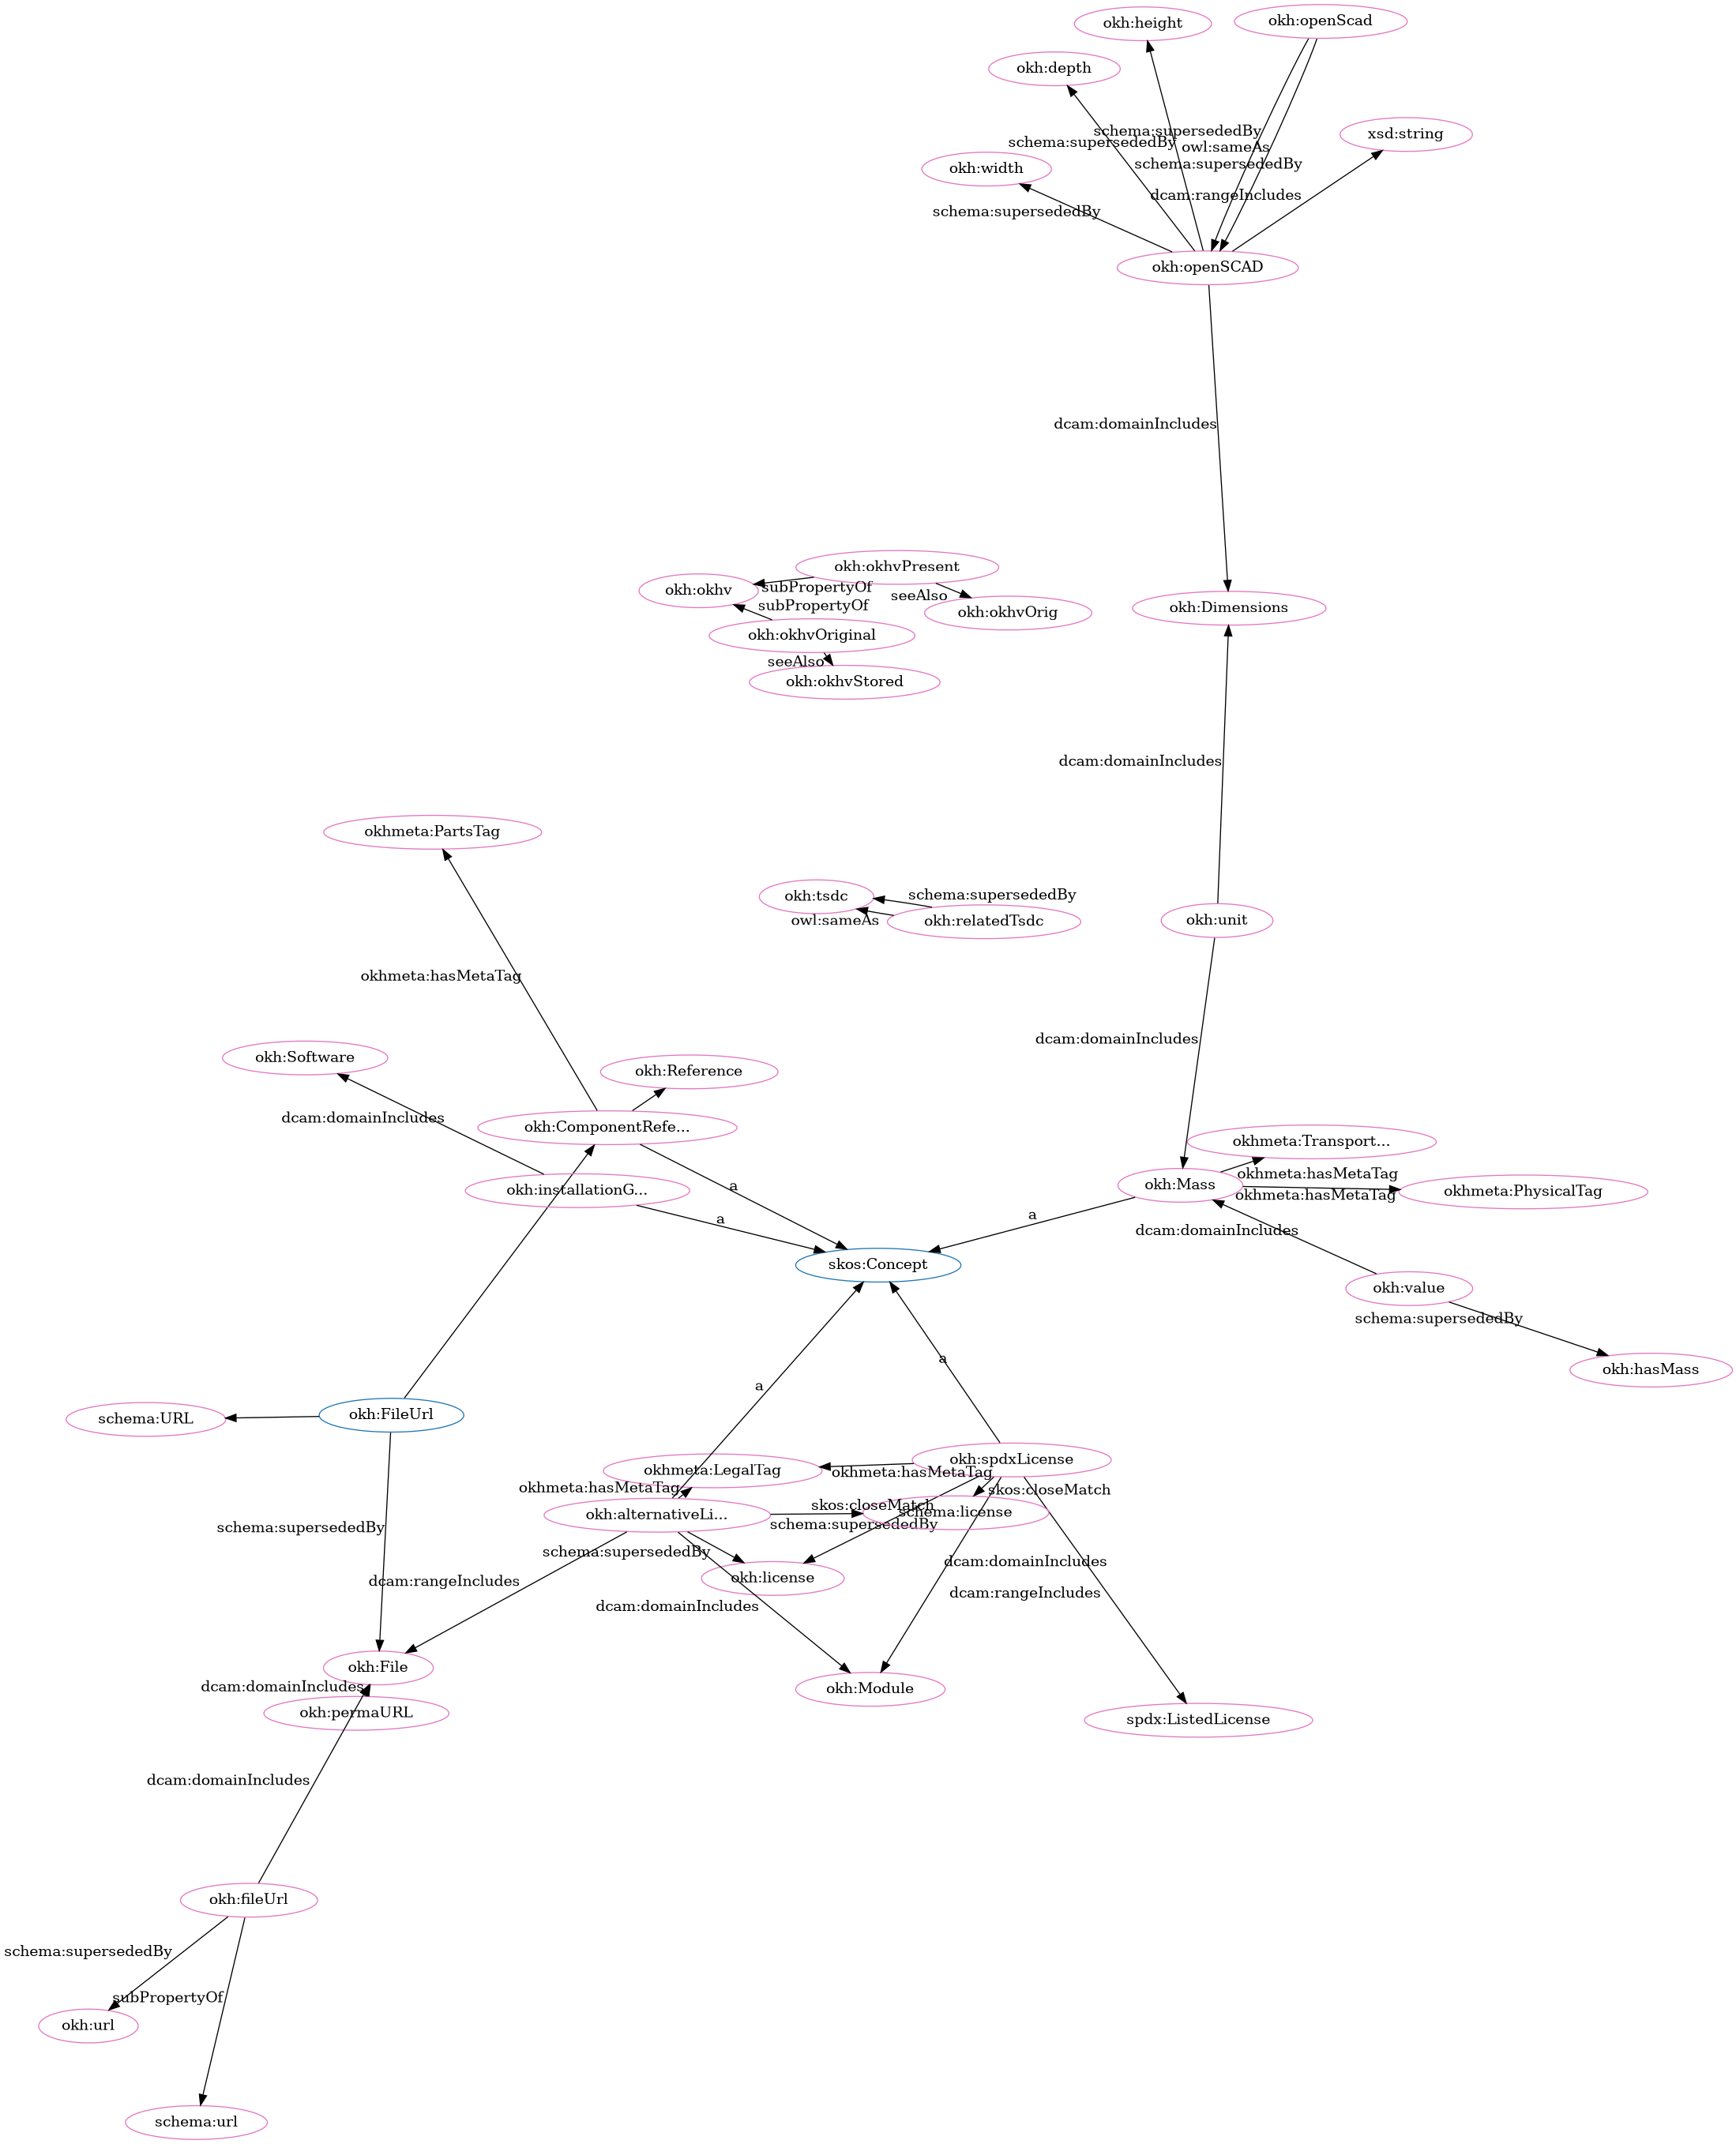 okh:openScad
okh:height
okh:depth
xsd:string
schema:supersededBy
schema:supersededBy
owl:sameAs
schema:supersededBy
okh:width
dcam:rangeIncludes
schema:supersededBy
okh:openSCAD
dcam:domainIncludes
okh:okhvPresent
okh:okhv
subPropertyOf
seeAlso
subPropertyOf
okh:Dimensions
okh:okhvOrig
okh:okhvOriginal
seeAlso
okh:okhvStored
dcam:domainIncludes
okhmeta:PartsTag
okh:tsdc
schema:supersededBy
owl:sameAs
okh:relatedTsdc
okh:unit
okhmeta:hasMetaTag
dcam:domainIncludes
okh:Software
okh:Reference
dcam:domainIncludes
okh:ComponentRefe...
okhmeta:Transport...
okhmeta:hasMetaTag
okh:Mass
a
okh:installationG...
okhmeta:PhysicalTag
okhmeta:hasMetaTag
a
a
dcam:domainIncludes
skos:Concept
okh:value
schema:supersededBy
a
okh:hasMass
a
okh:FileUrl
schema:URL
okh:spdxLicense
okhmeta:LegalTag
okhmeta:hasMetaTag
okhmeta:hasMetaTag
skos:closeMatch
skos:closeMatch
schema:license
okh:alternativeLi...
schema:supersededBy
schema:supersededBy
schema:supersededBy
dcam:domainIncludes
okh:license
dcam:rangeIncludes
dcam:rangeIncludes
dcam:domainIncludes
okh:File
dcam:domainIncludes
okh:Module
okh:permaURL
spdx:ListedLicense
dcam:domainIncludes
okh:fileUrl
schema:supersededBy
subPropertyOf
okh:url
schema:url